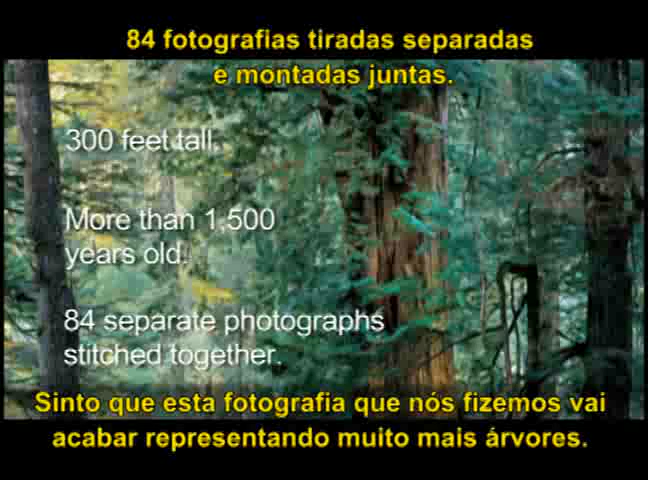 84 fotografias tiradas separadas
e montadas juntas.
300 feet tall.
More than 1,500
years old.
84 separate photographs
stitched together.
Sinto que esta fotografia que nós fizemos vai
acabar representando muito mais árvores.